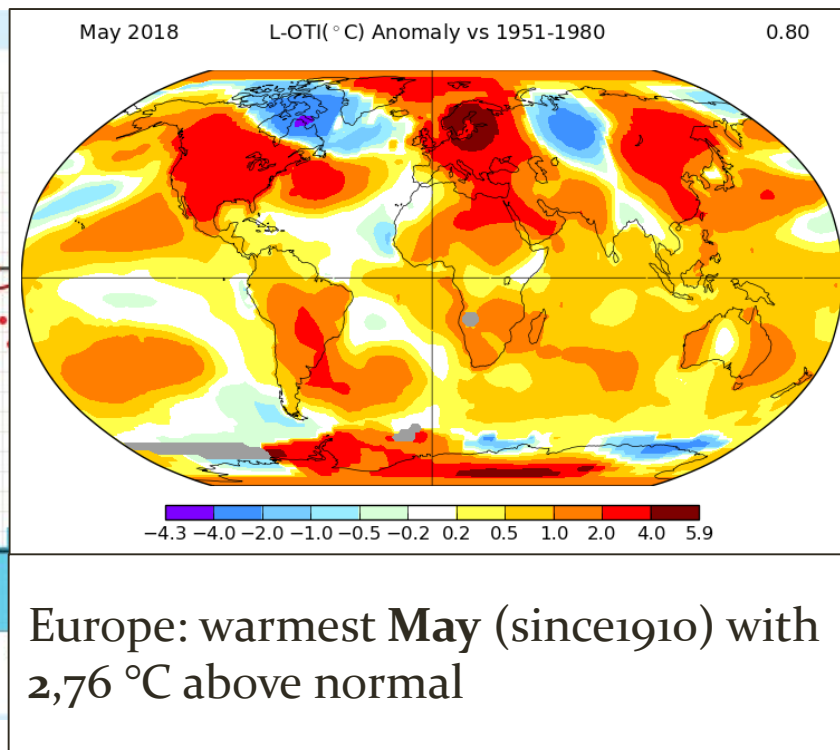 May 2018 L-OTI(°C) Anomaly vs 1951-1980 0.80
−4.3 −4.0 −2.0 −1.0 −0.5 −0.2 0.2 0.5 1.0 2.0 4.0 5.9
Europe: warmest May (since1910) with
2,76 °C above normal